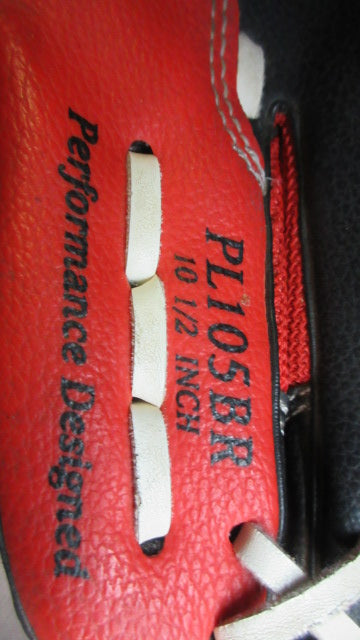 PL105BR
10 1/2 INCH
Performance Designed